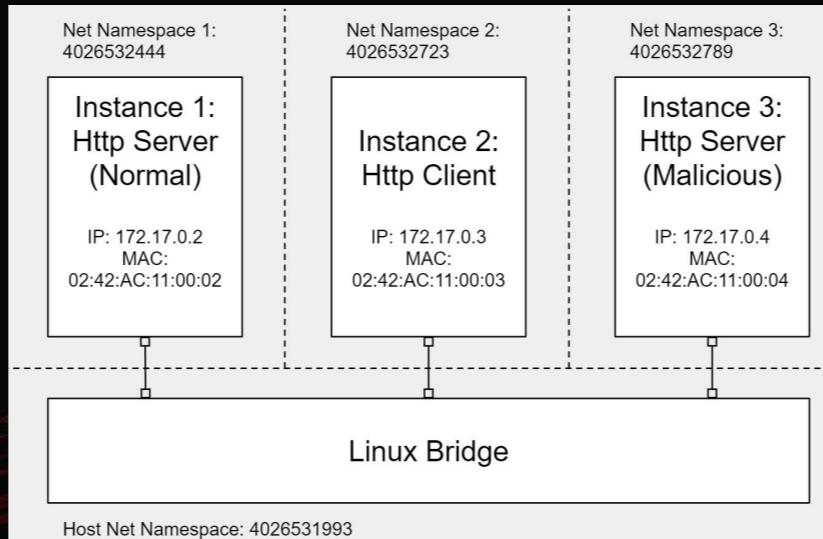 Net Namespace 1:
4026532444
Net Namespace 2:
4026532723
Net Namespace 3:
4026532789
Instance 1:
Http Server
(Normal)
IP: 172.17.0.2
MAC:
02:42:AC:11:00:02
Instance 2:
Http Client
IP: 172.17.0.3
MAC:
02:42:AC:11:00:03
Instance 3:
Http Server
(Malicious)
IP: 172.17.0.4
MAC:
02:42:AC:11:00:04
Linux Bridge
Host Net Namespace: 4026531993